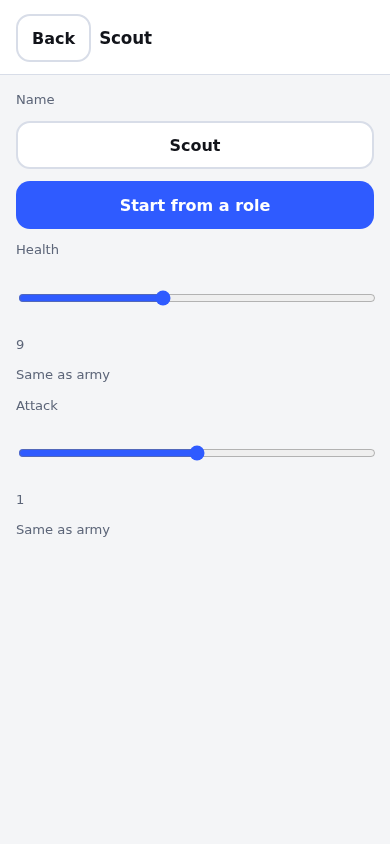 Back Scout
Name
Scout
Start from a role
Health
9
Same as army
Attack
1
Same as army